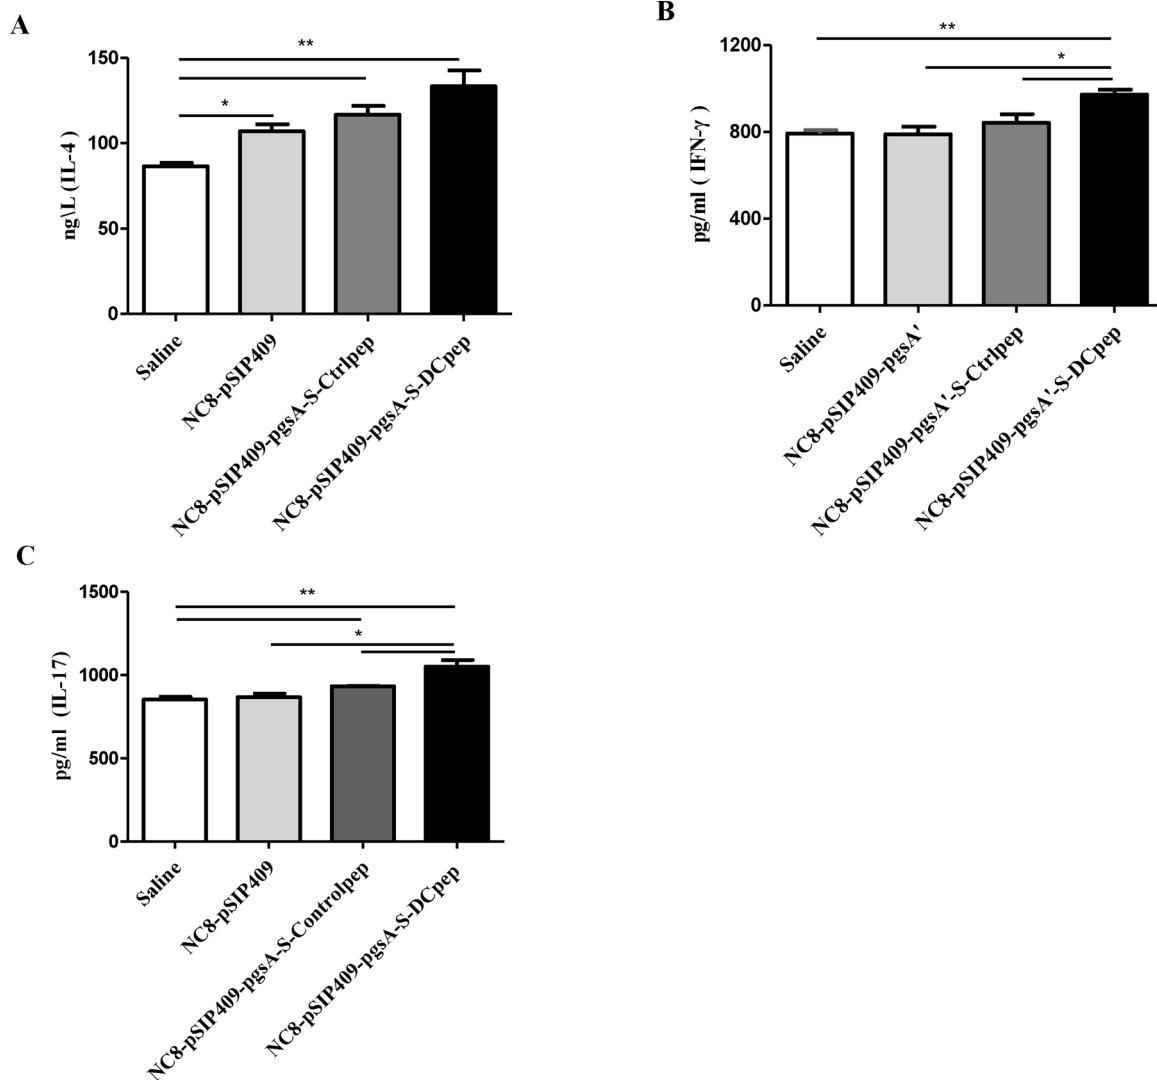 A
**
*
150
100
50
0
ng\L ( IL-4 )
Saline
NC8-pSIP409
NC8-pSIP409-pgsA-S-Ctrlpep
NC8-pSIP409-pgsA-S-DCpep
B
**
*
1200
800
400
0
pg/ml ( IFN-γ )
Saline
NC8-pSIP409-pgsA'
NC8-pSIP409-pgsA'-S-Ctrlpep
NC8-pSIP409-pgsA'-S-DCpep
C
**
*
1500
1000
500
0
pg/ml (IL-17)
Saline
NC8-pSIP409
NC8-pSIP409-pgsA-S-Controlpep
NC8-pSIP409-pgsA-S-DCpep